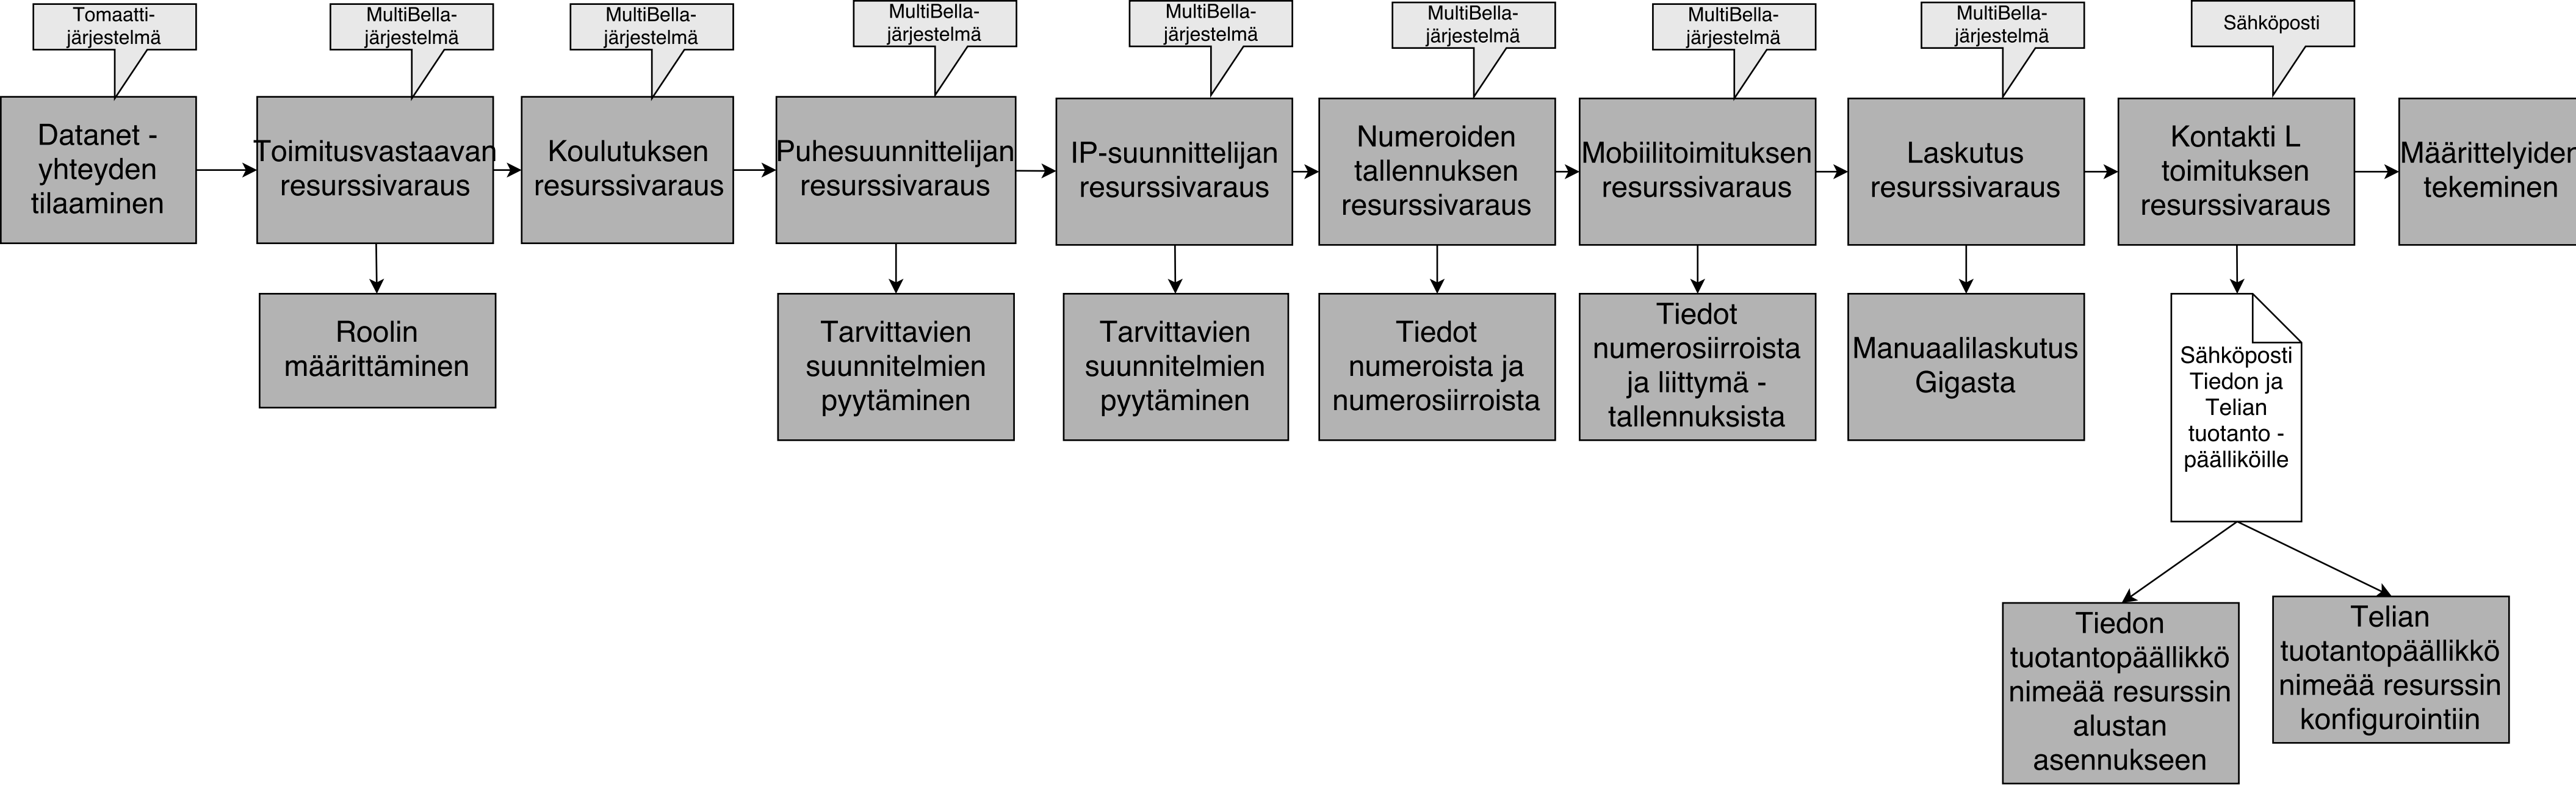 Tomaatti-
järjestelmä
MultiBella-
järjestelmä
MultiBella-
järjestelmä
MultiBella-
järjestelmä
MultiBella-
järjestelmä
MultiBella-
järjestelmä
MultiBella-
järjestelmä
MultiBella-
järjestelmä
Sähköposti
Datanet -
yhteyden
tilaaminen
Toimitusvastaavan
resurssivaraus
Koulutuksen
resurssivaraus
Puhesuunnittelijan
resurssivaraus
IP-suunnittelijan
resurssivaraus
Numeroiden
tallennuksen
resurssivaraus
Mobiilitoimituksen
resurssivaraus
Laskutus
resurssivaraus
Kontakti L
toimituksen
resurssivaraus
Määrittelyiden
tekeminen
Roolin
määrittäminen
Tarvittavien
suunnitelmien
pyytäminen
Tarvittavien
suunnitelmien
pyytäminen
Tiedot
numeroista ja
numerosiirroista
Tiedot
numerosiirroista
ja liittymä -
tallennuksista
Manuaalilaskutus
Gigasta
Sähköposti
Tiedon ja
Telian
tuotanto -
päälliköille
Tiedon
tuotantopäällikkö
nimeää resurssin
alustan
asennukseen
Telian
tuotantopäällikkö
nimeää resurssin
konfigurointiin